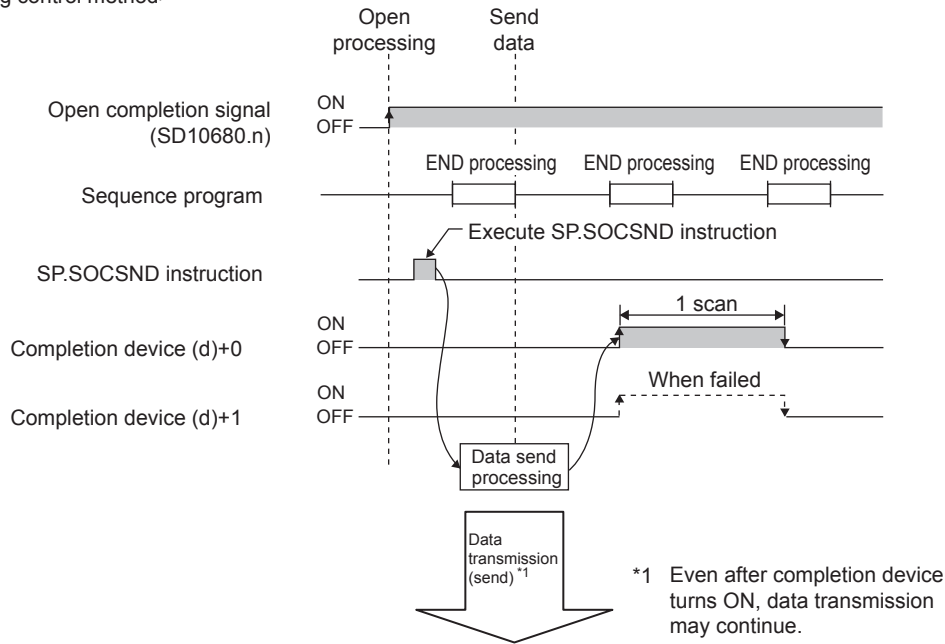 g control method
Open
processing
Send
data
Open completion signal
(SD10680.n)
ON
OFF
END processing
END processing
END processing
Sequence program
Execute SP.SOCSND instruction
SP.SOCSND instruction
1 scan
ON
OFF
Completion device (d)+0
When failed
ON
OFF
Completion device (d)+1
Data send
processing
Data
transmission
(send) *1
*1 Even after completion device
turns ON, data transmission
may continue.